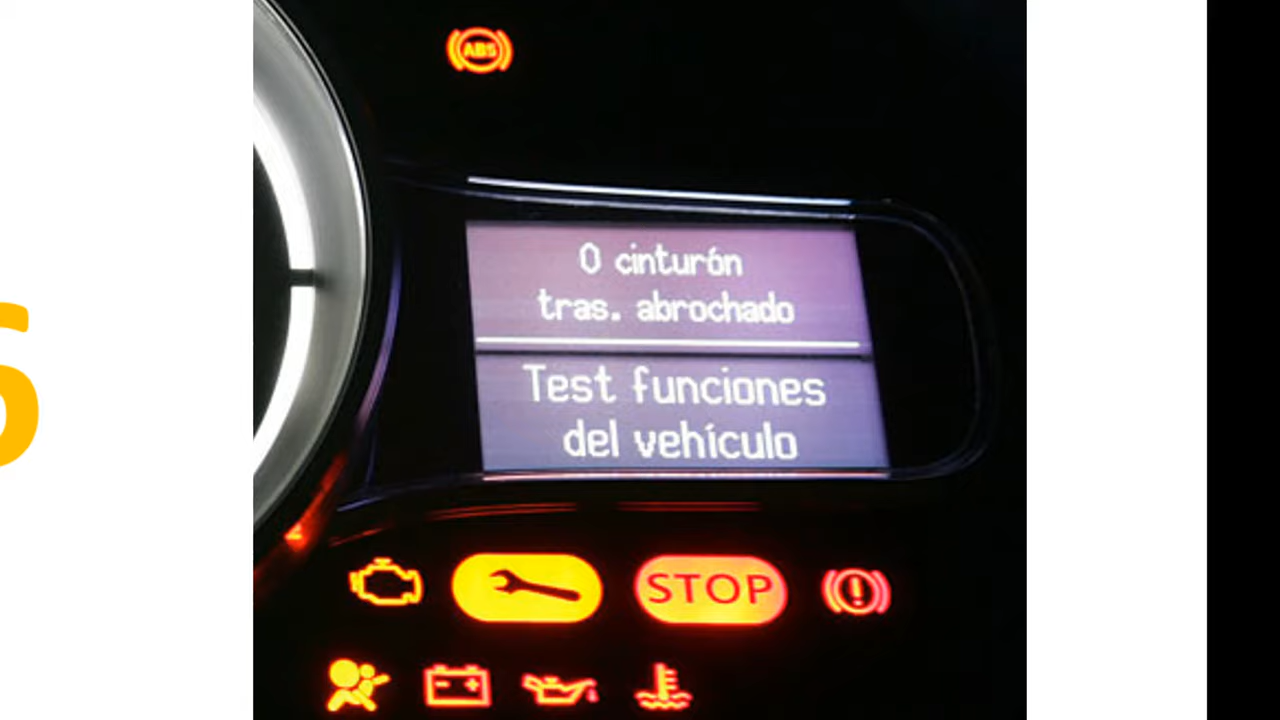 ABS
0 cinturón
tras. abrochado
Test funciones
del vehículo
STOP